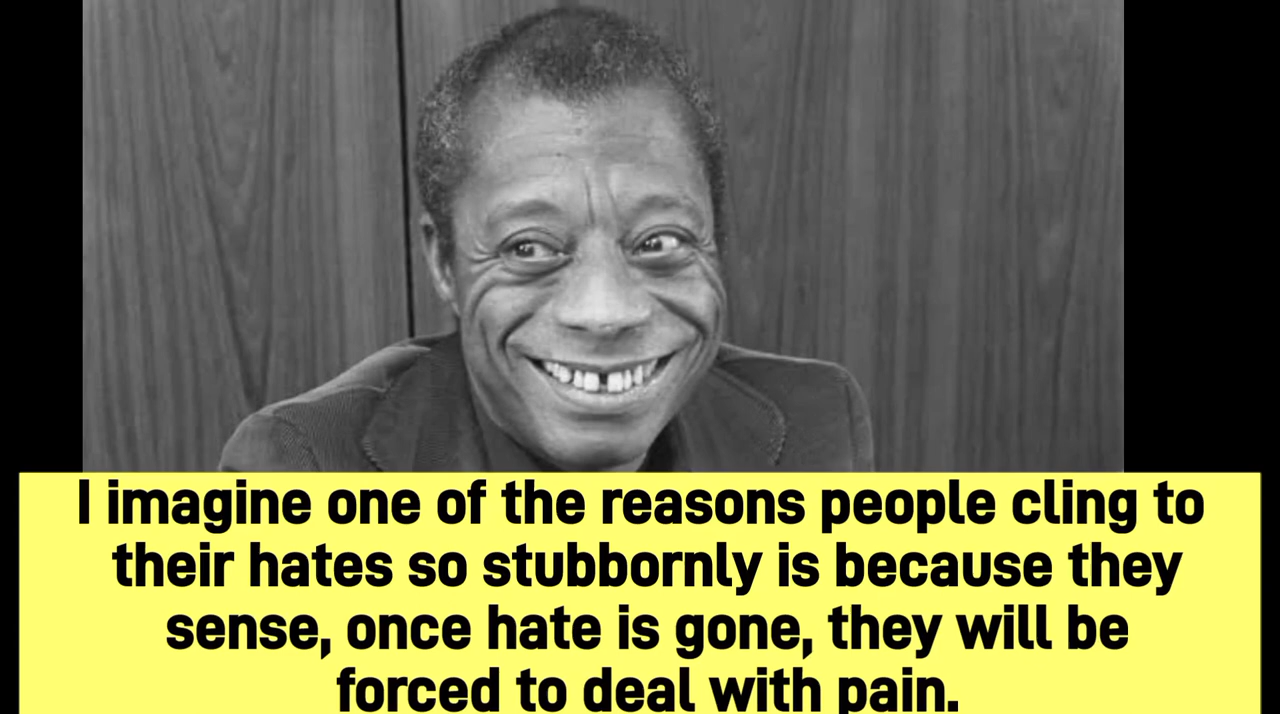 I imagine one of the reasons people cling to
their hates so stubbornly is because they
sense, once hate is gone, they will be
forced to deal with pain.